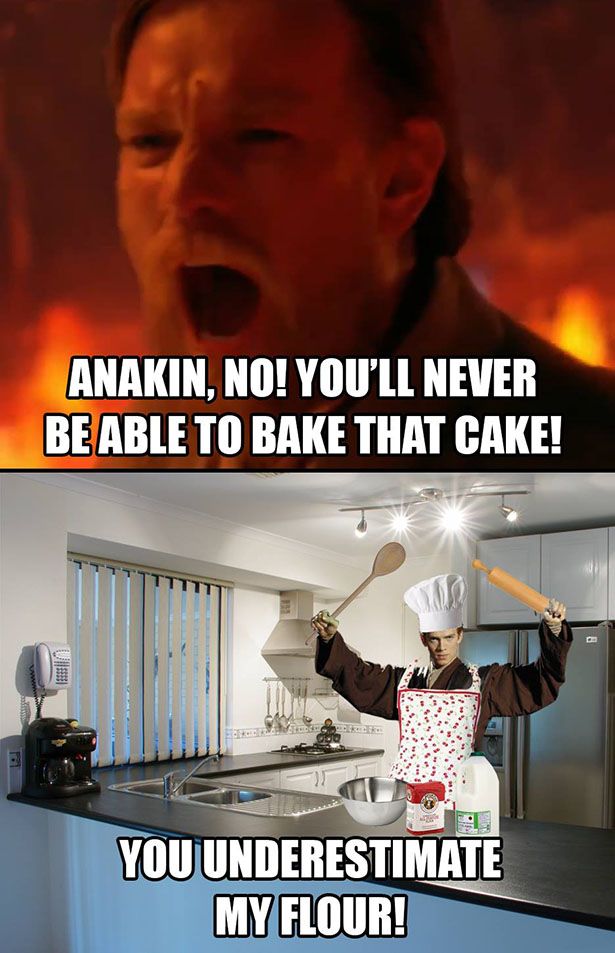 ANAKIN, NO! YOU'LL NEVER
BE ABLE TO BAKE THAT CAKE!
YOU UNDERESTIMATE
MY FLOUR!